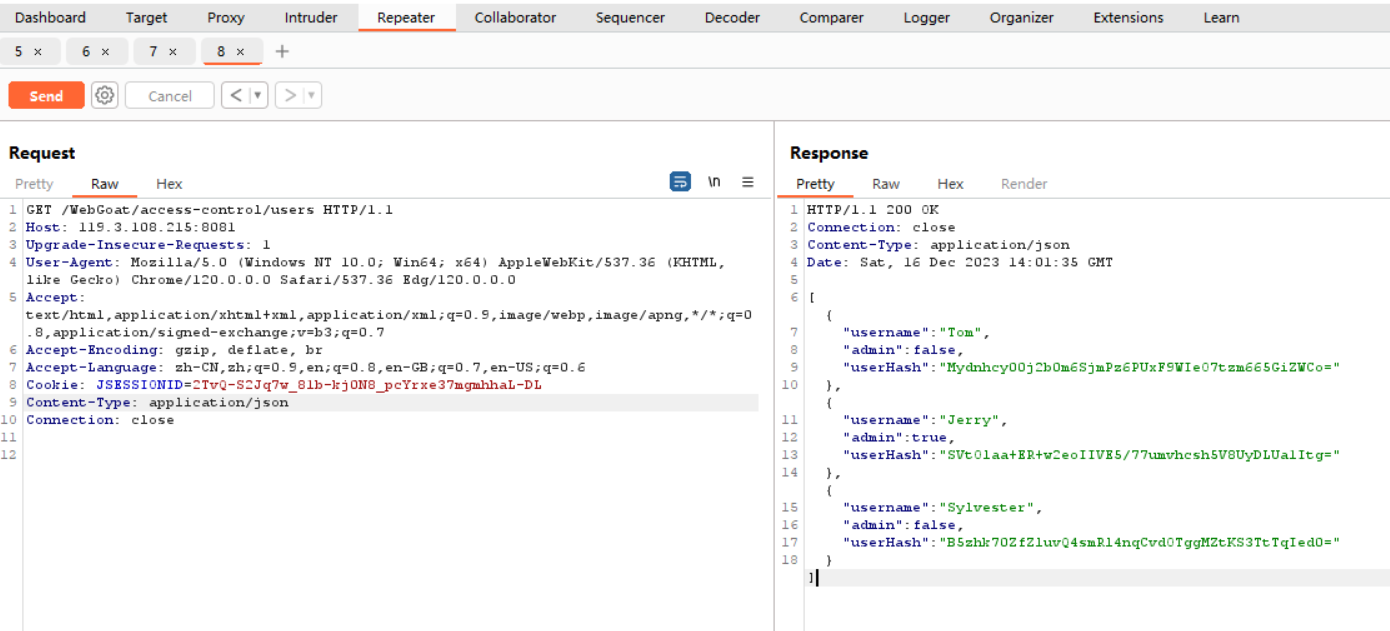 Dashboard Target Proxy Intruder Repeater Collaborator Sequencer Decoder Comparer Logger Organizer Extensions Learn
5 × 6 × 7 × 8 × +
Send Cancel < ▼ > ▼
Request
Pretty Raw Hex \n ≡
1 GET /WebGoat/access-control/users HTTP/1.1
2 Host: 119.3.108.215:8081
3 Upgrade-Insecure-Requests: 1
4 User-Agent: Mozilla/5.0 (Windows NT 10.0; Win64; x64) AppleWebKit/537.36 (KHTML,
like Gecko) Chrome/120.0.0.0 Safari/537.36 Edg/120.0.0.0
5 Accept:
text/html,application/xhtml+xml,application/xml;q=0.9,image/webp,image/apng,*/*;q=0
.8,application/signed-exchange;v=b3;q=0.7
6 Accept-Encoding: gzip, deflate, br
7 Accept-Language: zh-CN,zh;q=0.9,en;q=0.8,en-GB;q=0.7,en-US;q=0.6
8 Cookie: JSESSIONID=2TvQ-S2Jq7w_8lb-kjON8_pcYrxe37mgmhhaL-DL
9 Content-Type: application/json
10 Connection: close
11
12
Response
Pretty Raw Hex Render
1 HTTP/1.1 200 OK
2 Connection: close
3 Content-Type: application/json
4 Date: Sat, 16 Dec 2023 14:01:35 GMT
5
6 [
{
7 "username":"Tom",
8 "admin":false,
9 "userHash":"Mydnhcy00j2b0m6SjmPz6PUxF9WIe07tzm665GiZWCo="
10 },
{
11 "username":"Jerry",
12 "admin":true,
13 "userHash":"SVtOlaa+ER+w2eoIIVE5/77umvhcsh5V8UyDLUalItg="
14 },
{
15 "username":"Sylvester",
16 "admin":false,
17 "userHash":"B5zhk70ZfZluvQ4smRl4nqCvdOTggMZtKS3TtTqIed0="
18 }
]